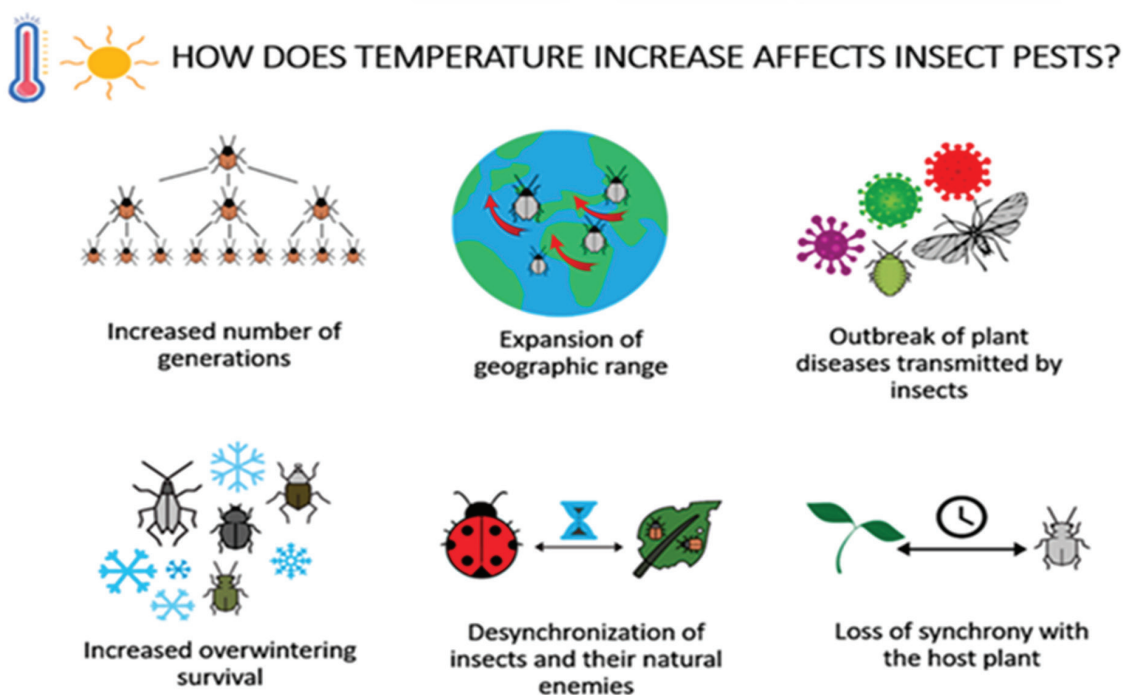 HOW DOES TEMPERATURE INCREASE AFFECTS INSECT PESTS?
Increased number of
generations
Expansion of
geographic range
Outbreak of plant
diseases transmitted by
insects
Increased overwintering
survival
Desynchronization of
insects and their natural
enemies
Loss of synchrony with
the host plant